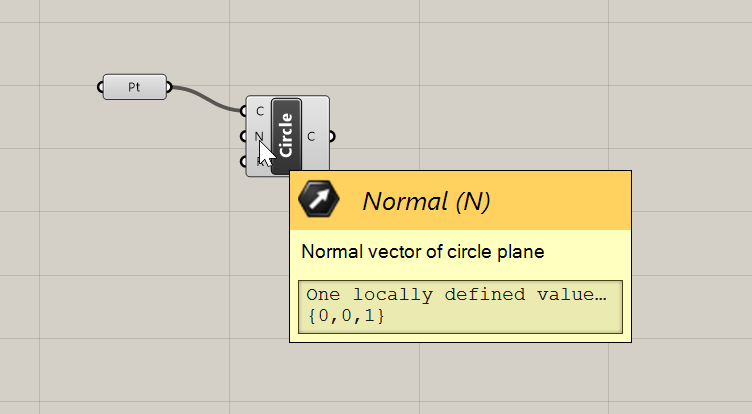 Pt
C
N
Circle
C
Normal (N)
Normal vector of circle plane
One locally defined value…
{0,0,1}